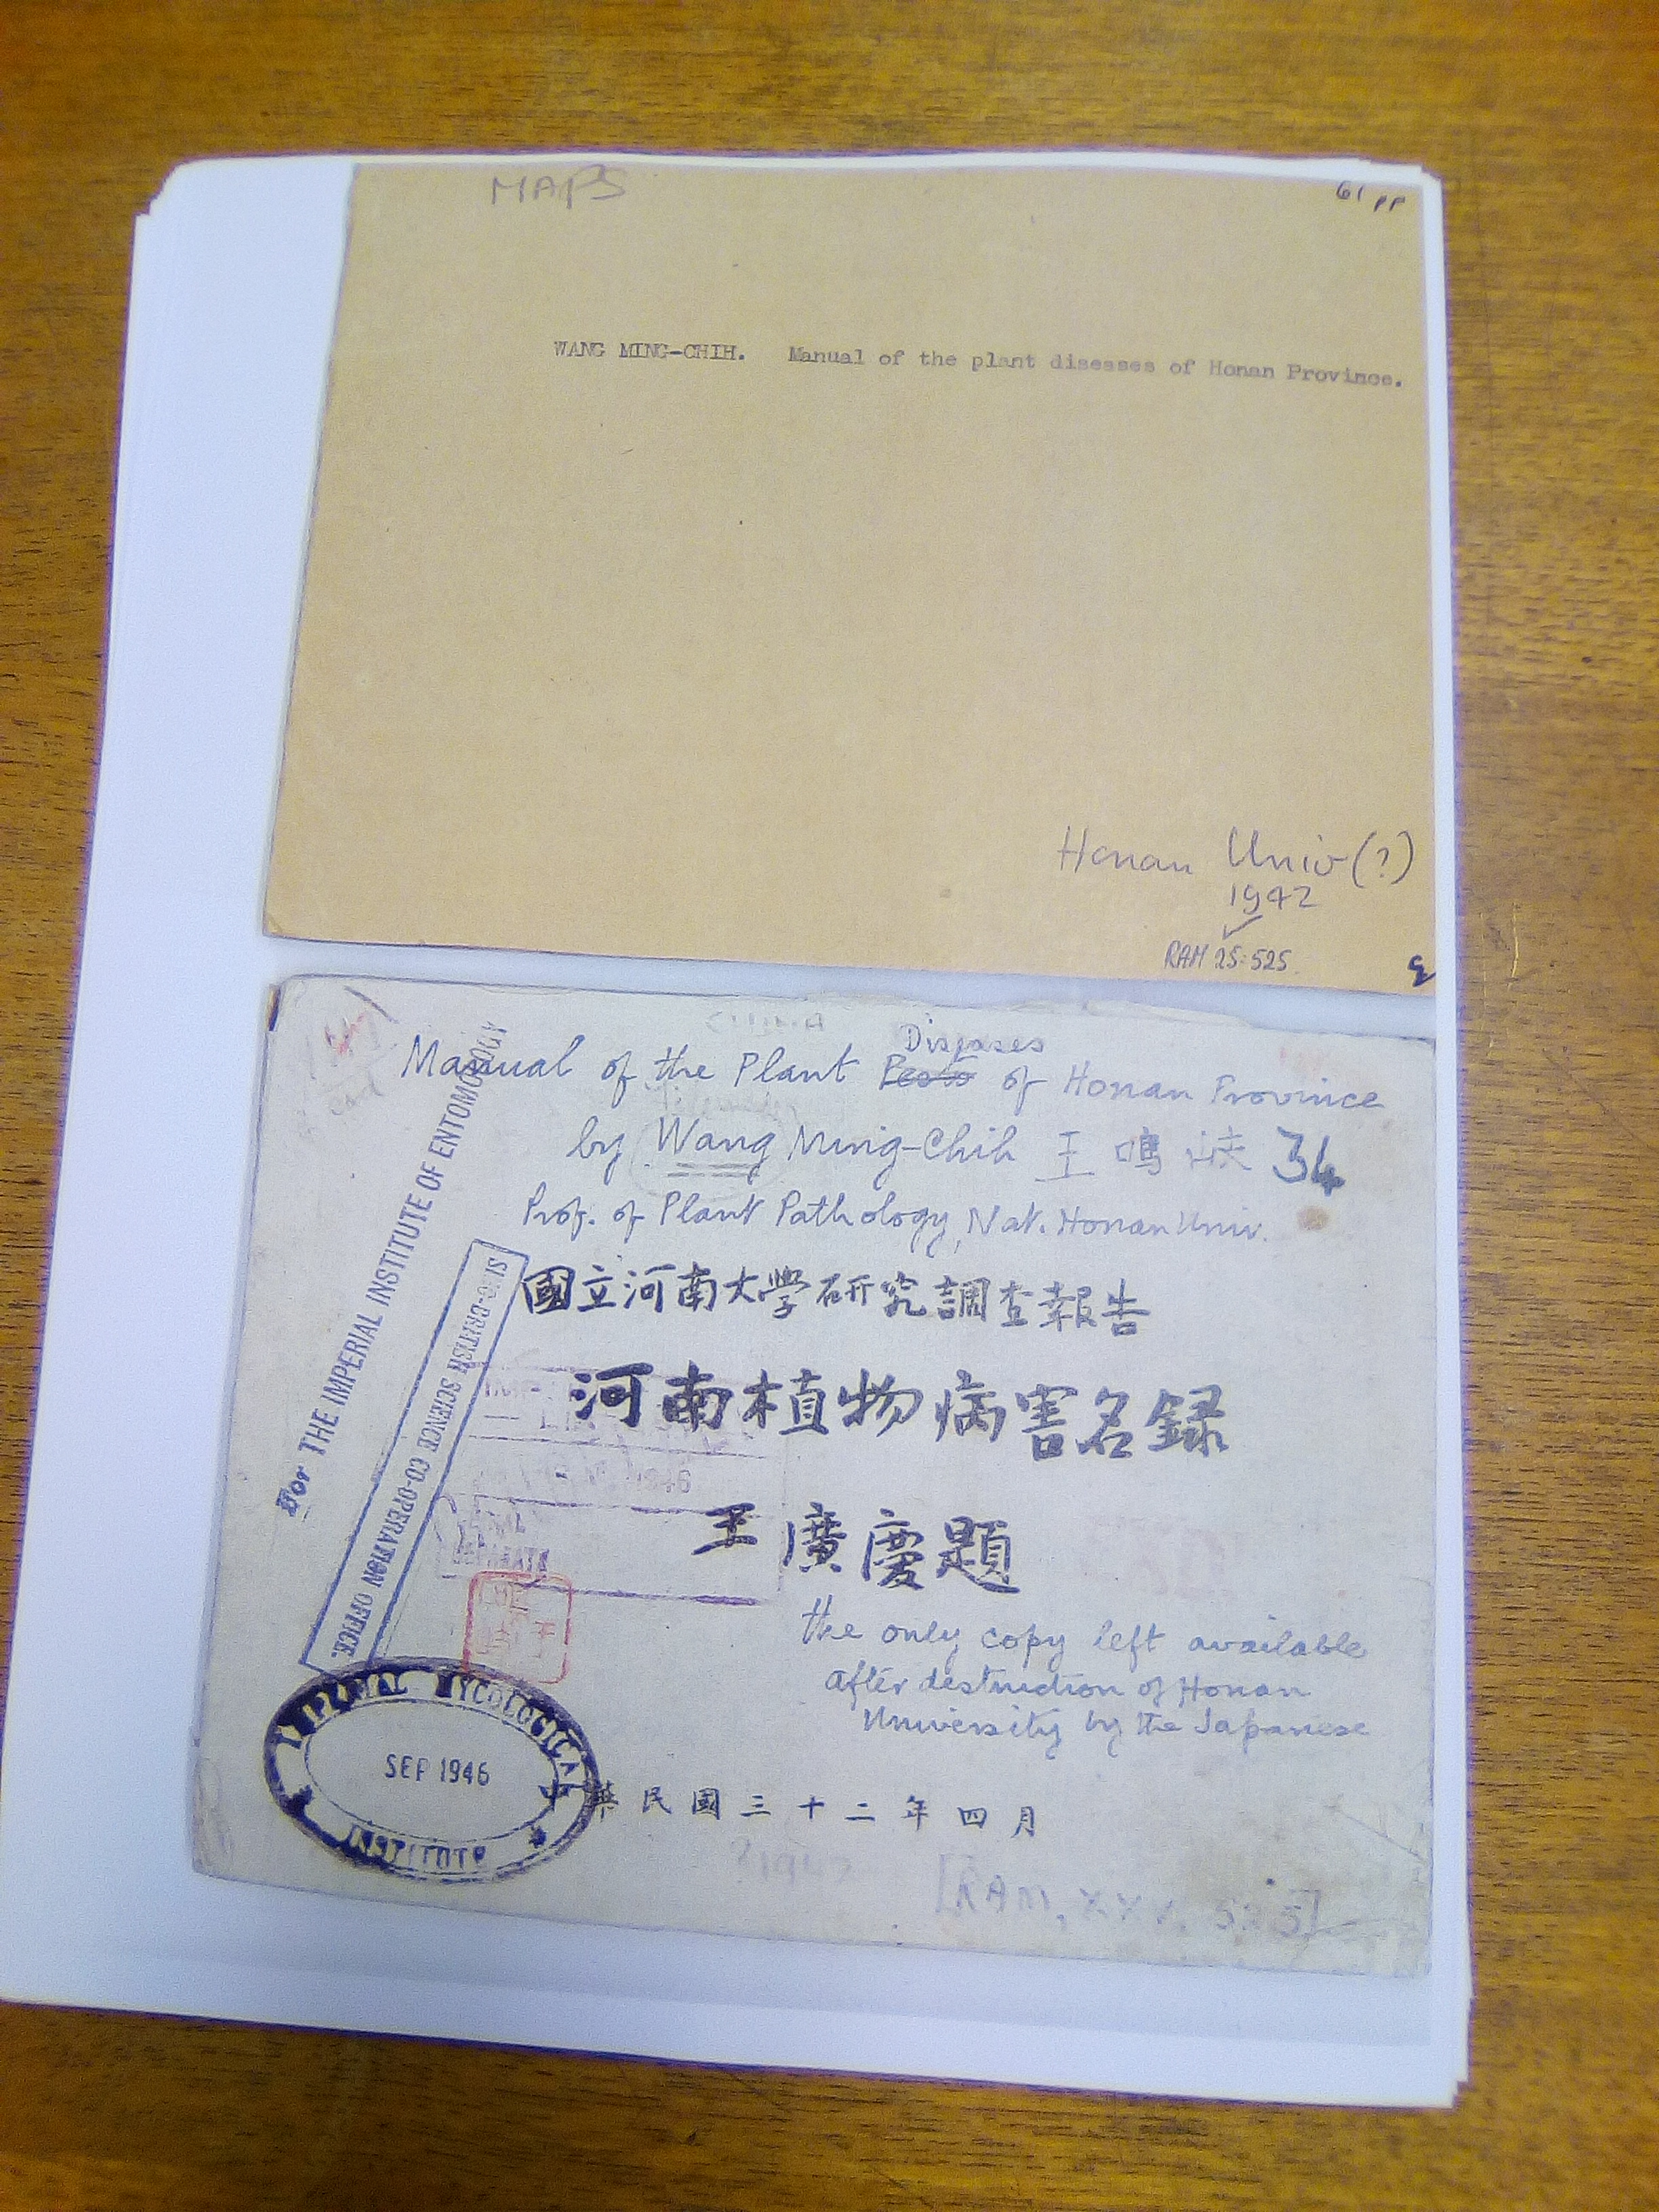 MAPS
61 pp
WANG MING-CHIH. Manual of the plant diseases of Honan Province.
Honan Univ (?)
1942
RAM 25:525
CHINA
Diseases
Manual of the Plant Pests of Honan Province
by Wang Ming-Chih 王鳴岐 34
Prof. of Plant Pathology, Nat. Honan Univ.
For THE IMPERIAL INSTITUTE OF ENTOMOLOGY
SINO-BRITISH SCIENCE CO-OPERATION OFFICE.
國立河南大學研究調查報告
河南植物病害名録
王廣慶題
the only copy left available
after destruction of Honan
University by the Japanese
IMPERIAL MYCOLOGICAL
SEP 1946
INSTITUTE
中華民國三十二年四月
[RAM, XXV, 525]